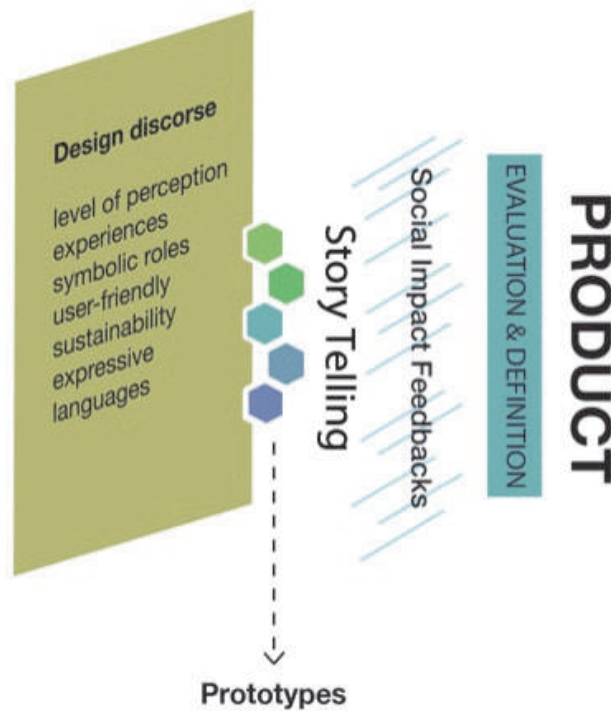 Design discorse
level of perception
experiences
symbolic roles
user-friendly
sustainability
expressive
languages
Story Telling
Social Impact Feedbacks
EVALUATION & DEFINITION
PRODUCT
Prototypes